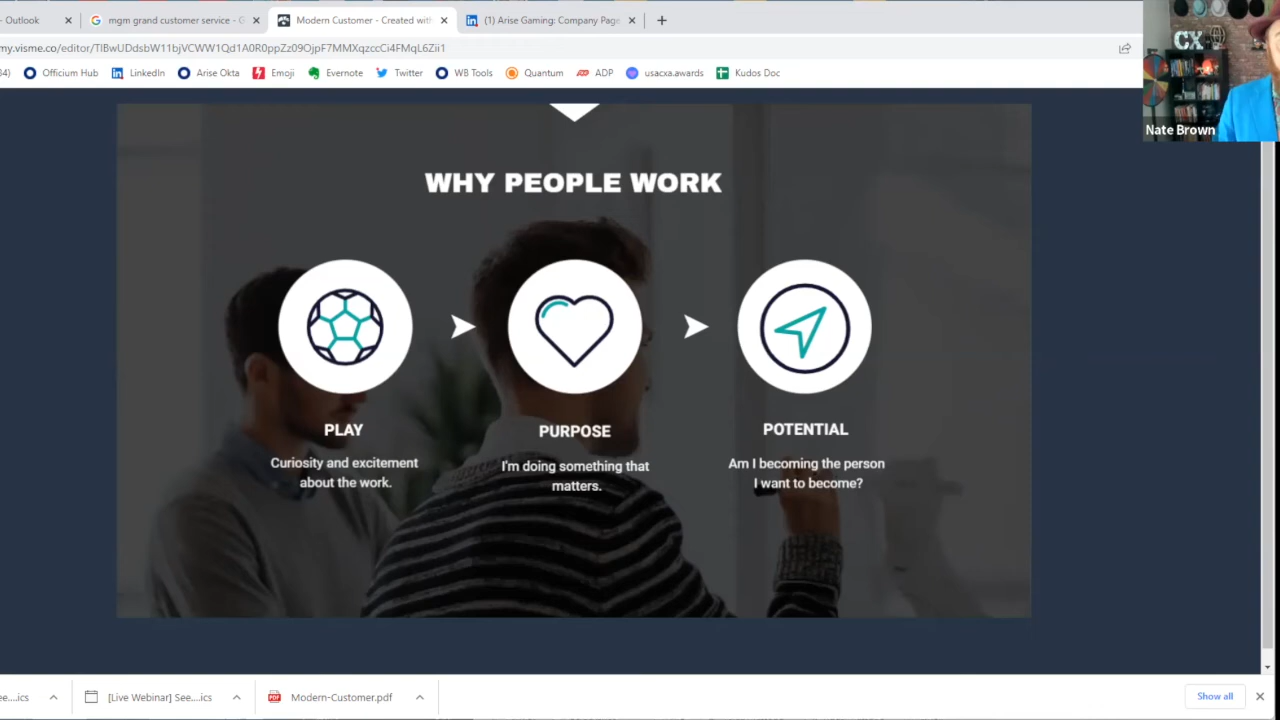 - Outlook
mgm grand customer service - G
Modern Customer - Created with
(1) Arise Gaming: Company Page
my.visme.co/editor/TlBwUDdsbW11bjVCWW1Qd1A0R0ppZz09OjpF7MMXqzccCi4FMqL6Zii1
Officium Hub
LinkedIn
Arise Okta
Emoji
Evernote
Twitter
WB Tools
Quantum
ADP
usacxa.awards
Kudos Doc
CX
Nate Brown
WHY PEOPLE WORK
PLAY
Curiosity and excitement
about the work.
PURPOSE
I'm doing something that
matters.
POTENTIAL
Am I becoming the person
I want to become?
[Live Webinar] See....ics
Modern-Customer.pdf
Show all